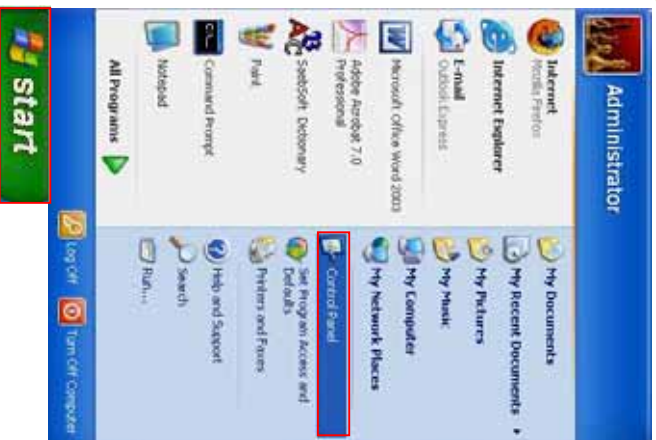 Administrator
Internet
Mozilla Firefox
Internet Explorer
E-mail
Outlook Express
Microsoft Office Word 2003
Adobe Acrobat 7.0
Professional
SaebSoft Dictionary
Paint
Command Prompt
Notepad
All Programs
My Documents
My Recent Documents
My Pictures
My Music
My Computer
My Network Places
Control Panel
Set Program Access and
Defaults
Printers and Faxes
Help and Support
Search
Run...
Log Off
Turn Off Computer
start